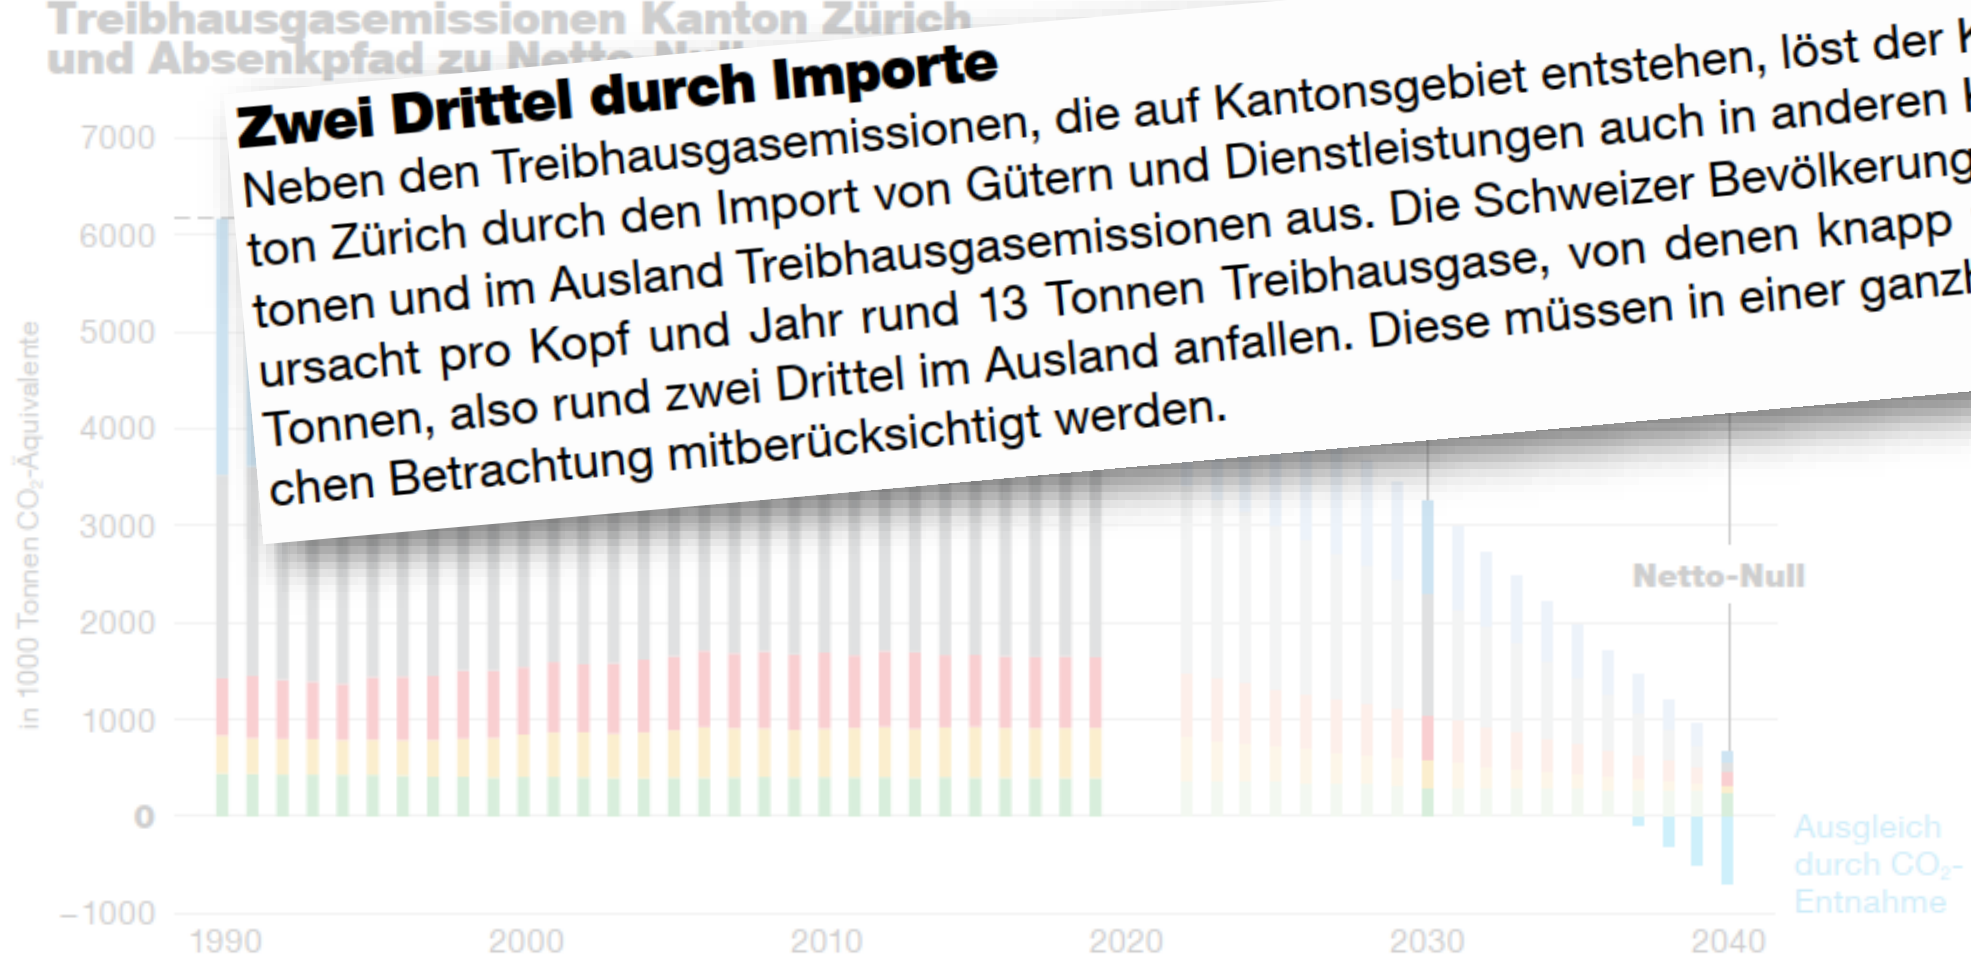 Treibhausgasemissionen Kanton Zürich
und Absenkpfad zu Netto-Null
Zwei Drittel durch Importe
Neben den Treibhausgasemissionen, die auf Kantonsgebiet entstehen, löst der K
ton Zürich durch den Import von Gütern und Dienstleistungen auch in anderen K
tonen und im Ausland Treibhausgasemissionen aus. Die Schweizer Bevölkerung
ursacht pro Kopf und Jahr rund 13 Tonnen Treibhausgase, von denen knapp
Tonnen, also rund zwei Drittel im Ausland anfallen. Diese müssen in einer ganzh
chen Betrachtung mitberücksichtigt werden.
in 1000 Tonnen CO₂-Äquivalente
7000
6000
5000
4000
3000
2000
1000
0
−1000
1990
2000
2010
2020
2030
2040
Netto-Null
Ausgleich
durch CO₂-
Entnahme